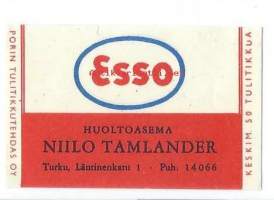 PORIN TULITIKKUTEHDAS OY
Esso
HUOLTOASEMA
NIILO TAMLANDER
Turku, Läntinenkatu 1 · Puh. 14066
KESKIM. 50 TULITIKKUA